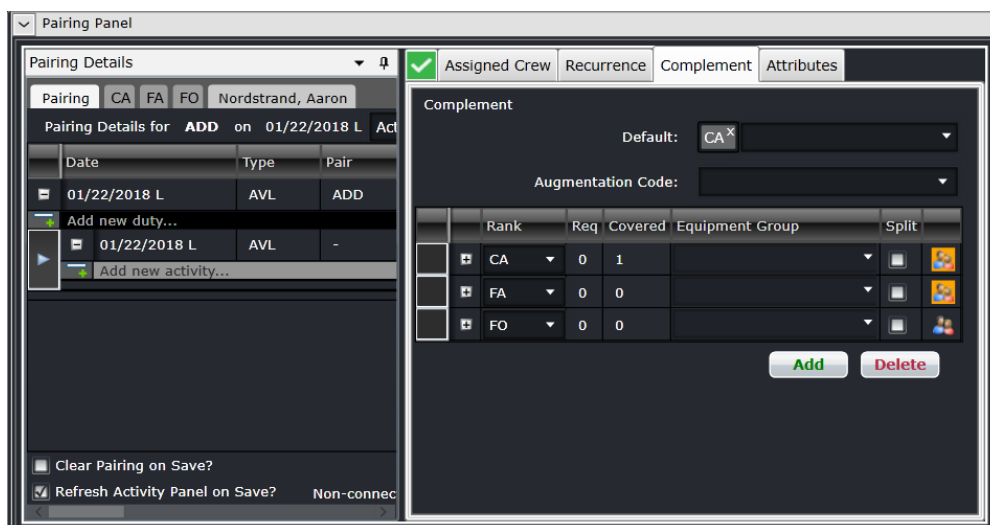 Pairing Panel
Pairing Details
Pairing CA FA FO Nordstrand, Aaron
Pairing Details for ADD on 01/22/2018 L Act
Date Type Pair
01/22/2018 L AVL ADD
Add new duty...
01/22/2018 L AVL -
Add new activity...
Clear Pairing on Save?
Refresh Activity Panel on Save? Non-connec
Assigned Crew Recurrence Complement Attributes
Complement
Default: CA X
Augmentation Code:
Rank Req Covered Equipment Group Split
CA 0 1
FA 0 0
FO 0 0
Add Delete